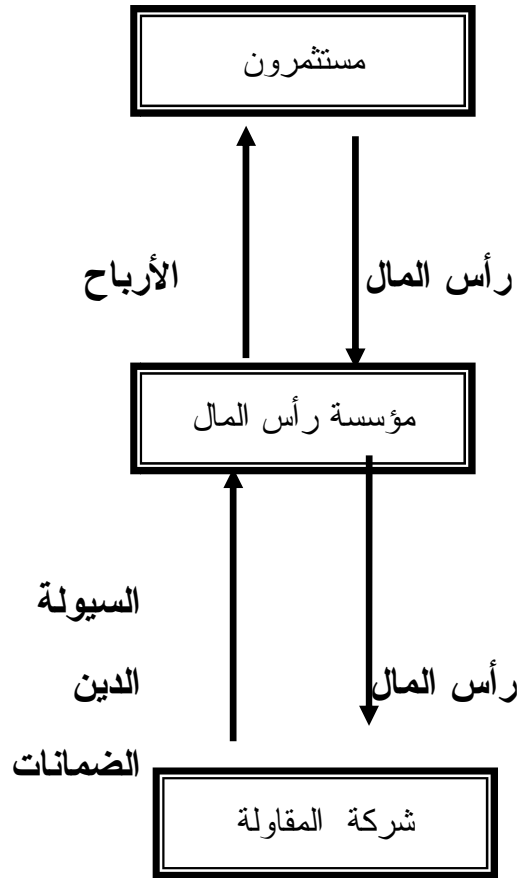 مستثمرون
رأس المال
الأرباح
مؤسسة رأس المال
السيولة
الدين
رأس المال
الضمانات
شركة المقاولة